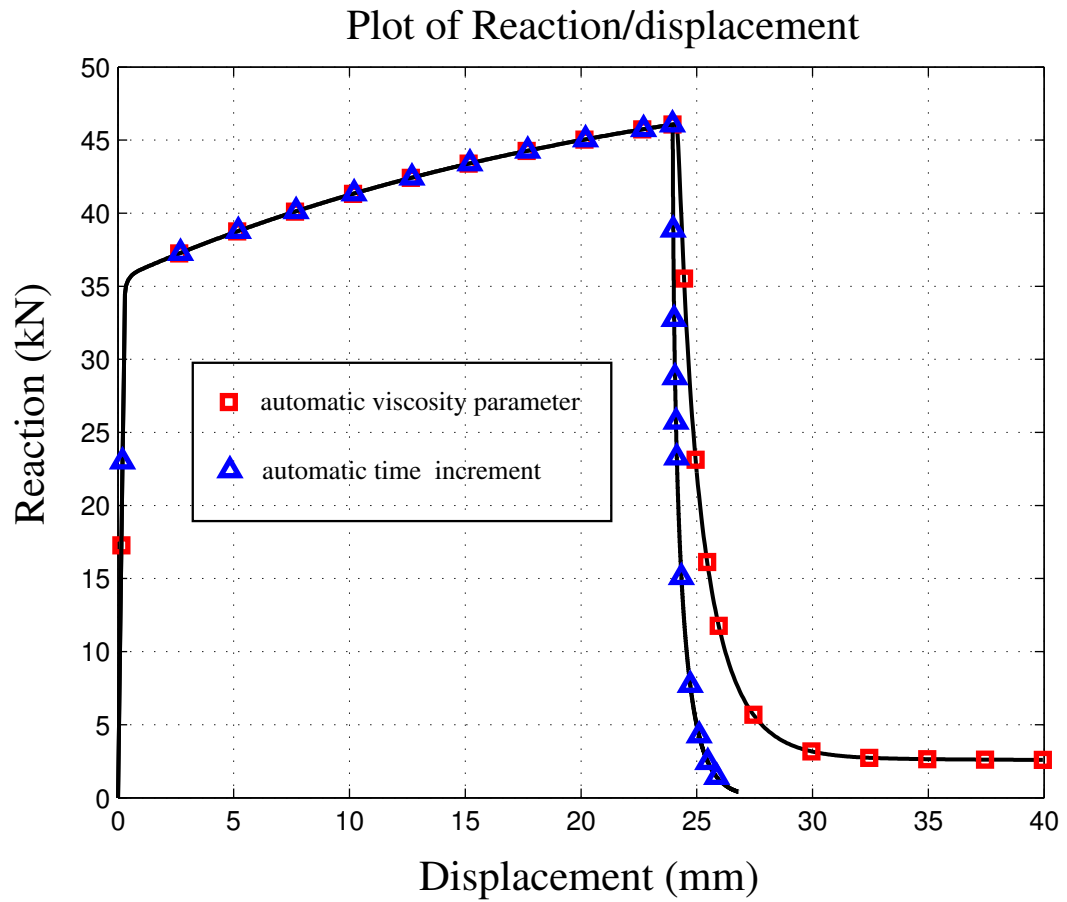 Plot of Reaction/displacement
50
45
40
35
30
25
20
15
10
5
0
Reaction (kN)
automatic viscosity parameter
automatic time increment
0 5 10 15 20 25 30 35 40
Displacement (mm)